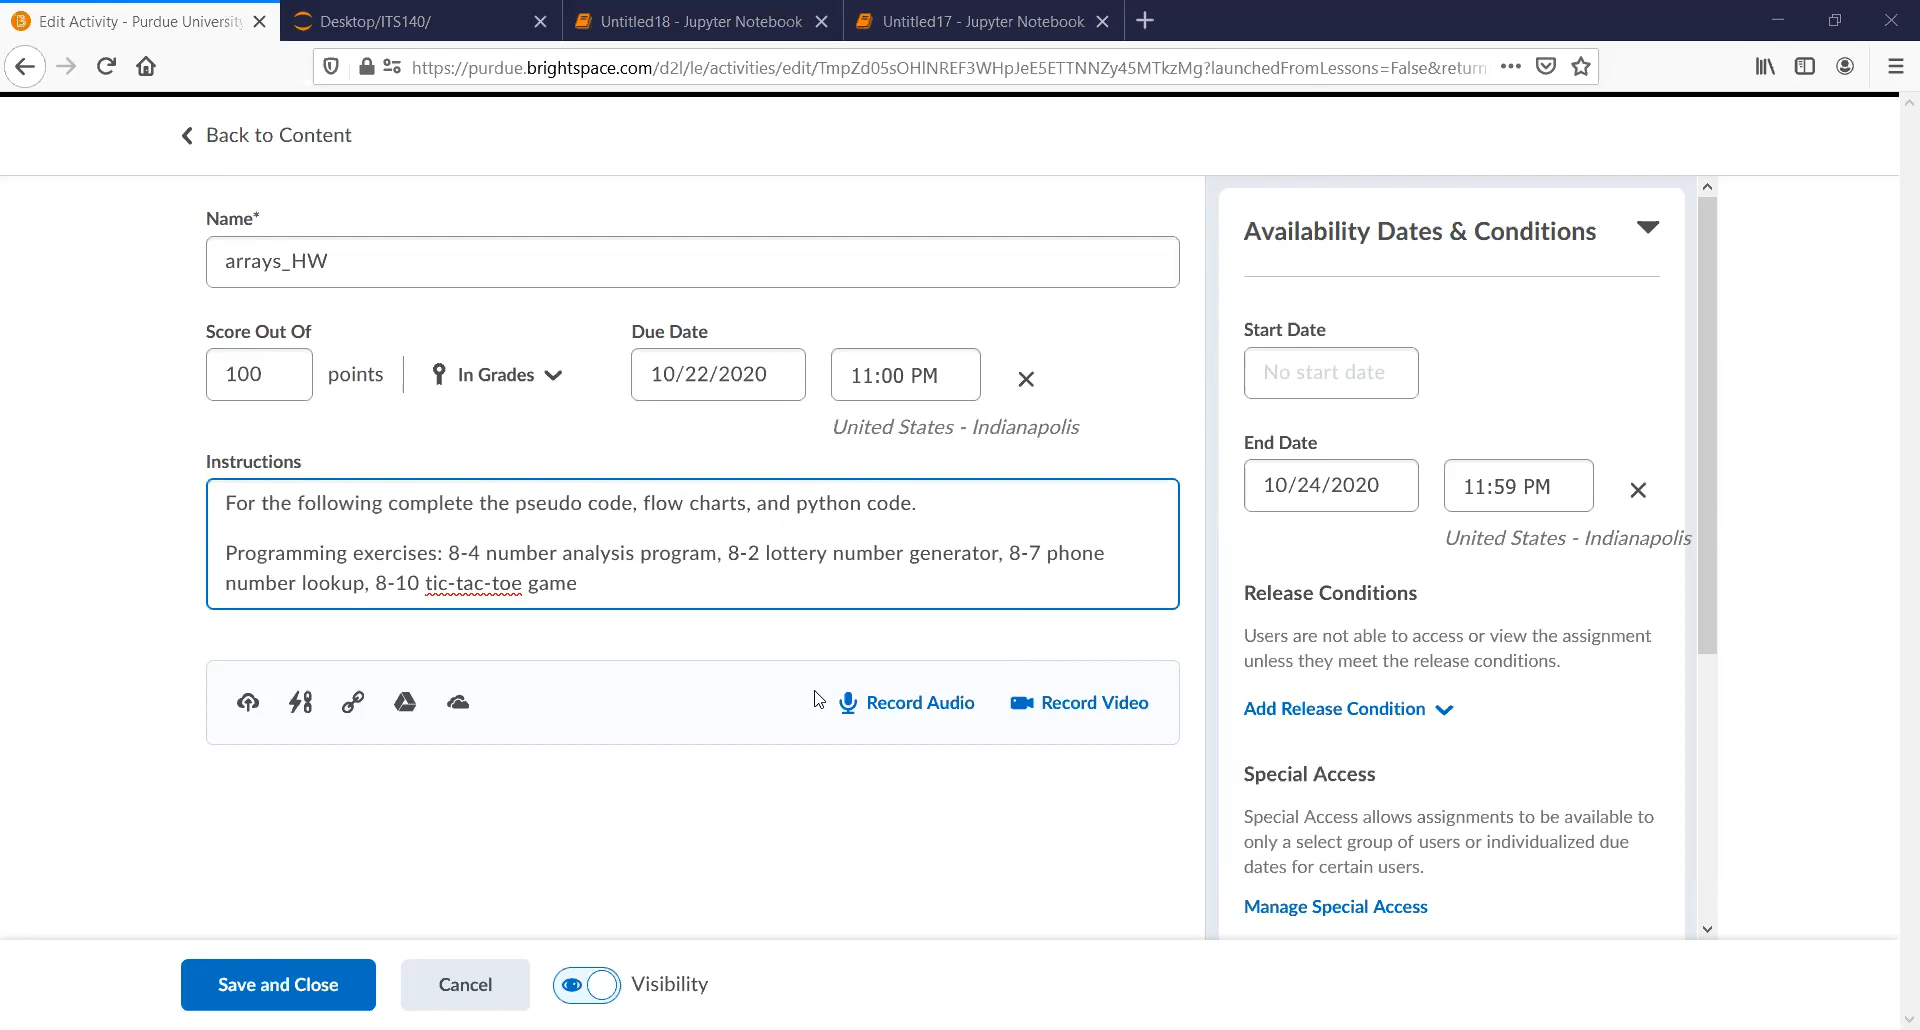 Edit Activity - Purdue University
Desktop/ITS140/
Untitled18 - Jupyter Notebook
Untitled17 - Jupyter Notebook
https://purdue.brightspace.com/d2l/le/activities/edit/TmpZd05sOHlNREF3WHpJeE5ETTNNZy45MTkzMg?launchedFromLessons=False&return
Back to Content
Name*
arrays_HW
Score Out Of
Due Date
100 points
In Grades
10/22/2020
11:00 PM
United States - Indianapolis
Instructions
For the following complete the pseudo code, flow charts, and python code.
Programming exercises: 8-4 number analysis program, 8-2 lottery number generator, 8-7 phone
number lookup, 8-10 tic-tac-toe game
Record Audio
Record Video
Availability Dates & Conditions
Start Date
No start date
End Date
10/24/2020
11:59 PM
United States - Indianapolis
Release Conditions
Users are not able to access or view the assignment
unless they meet the release conditions.
Add Release Condition
Special Access
Special Access allows assignments to be available to
only a select group of users or individualized due
dates for certain users.
Manage Special Access
Save and Close
Cancel
Visibility